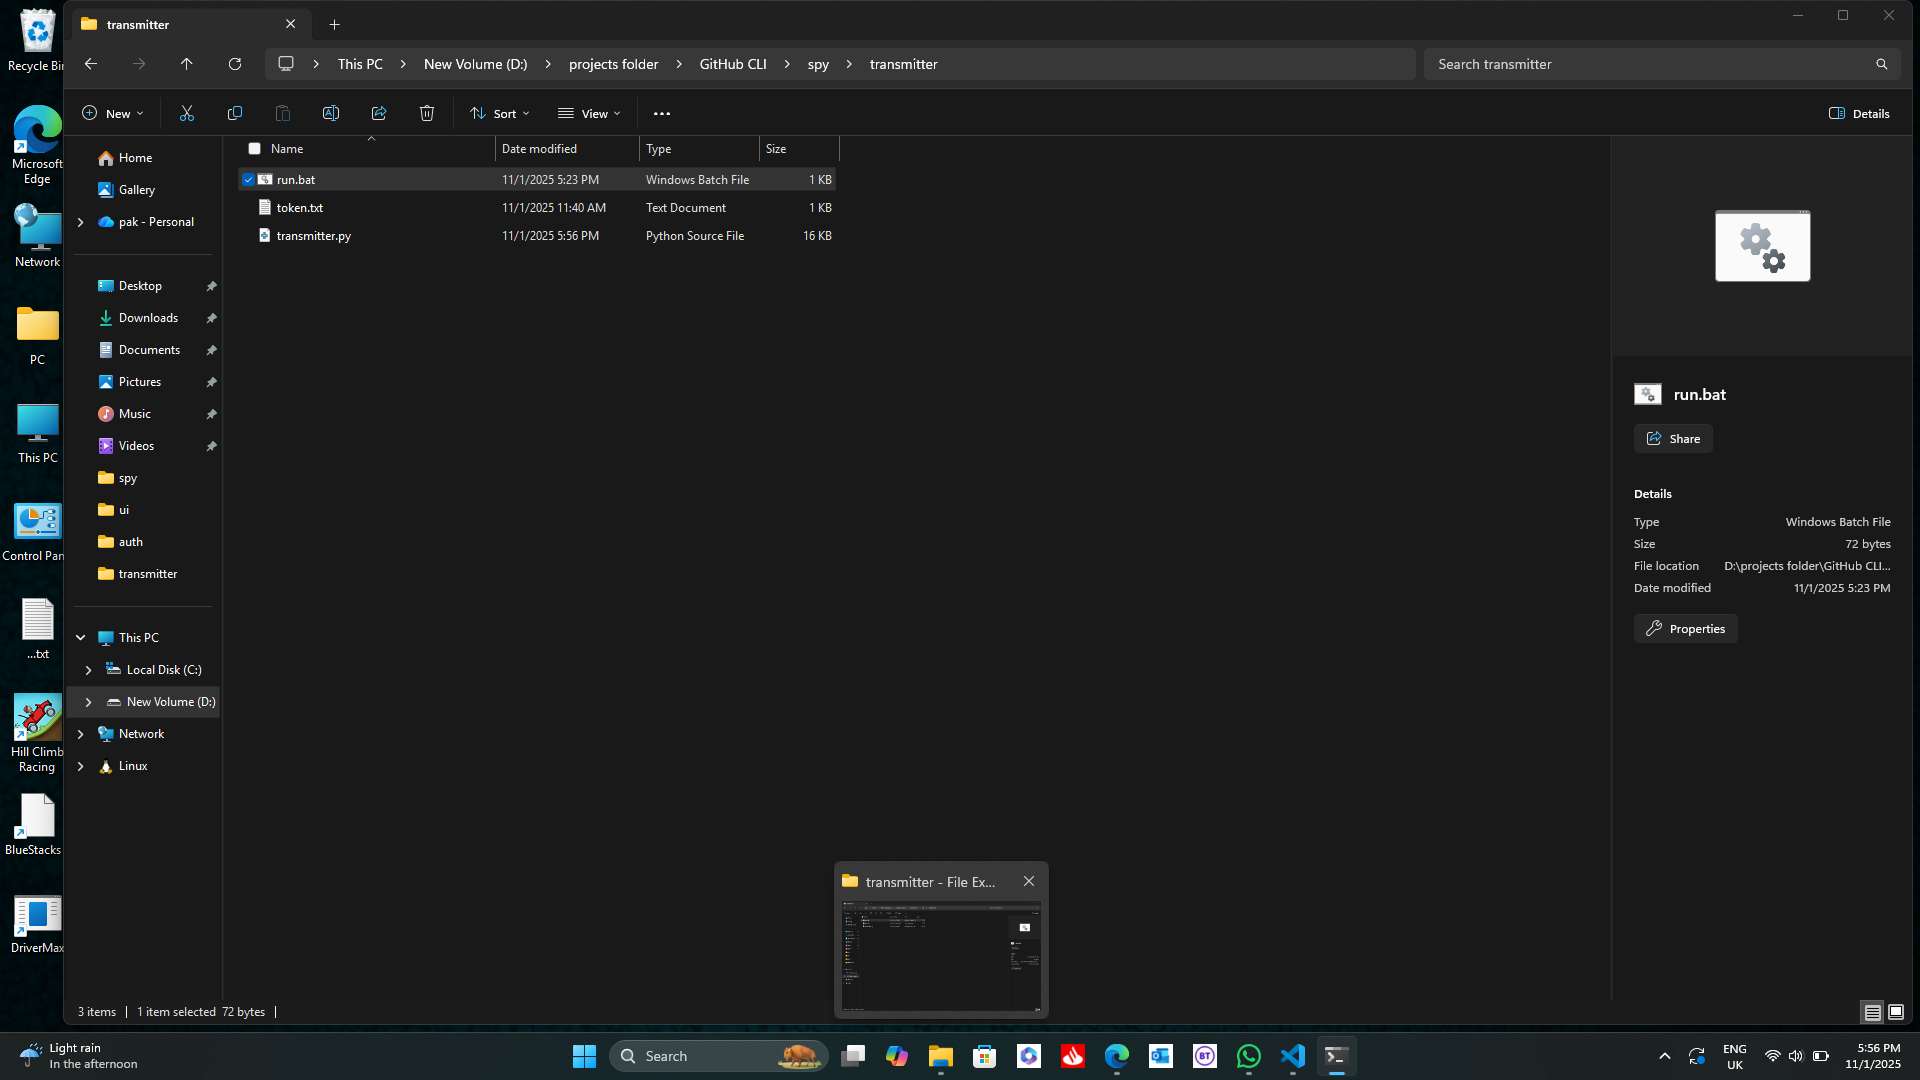 transmitter
This PC
New Volume (D:)
projects folder
GitHub CLI
spy
transmitter
Search transmitter
New
Sort
View
Details
Name
Date modified
Type
Size
run.bat
11/1/2025 5:23 PM
Windows Batch File
1 KB
token.txt
11/1/2025 11:40 AM
Text Document
1 KB
transmitter.py
11/1/2025 5:56 PM
Python Source File
16 KB
Home
Gallery
pak - Personal
Desktop
Downloads
Documents
Pictures
Music
Videos
spy
ui
auth
transmitter
This PC
Local Disk (C:)
New Volume (D:)
Network
Linux
Recycle Bin
Microsoft
Edge
Network
PC
This PC
Control Pan
...txt
Hill Climb
Racing
BlueStacks
DriverMax
run.bat
Share
Details
Type
Windows Batch File
Size
72 bytes
File location
D:\projects folder\GitHub CLI...
Date modified
11/1/2025 5:23 PM
Properties
transmitter - File Ex...
3 items
1 item selected
72 bytes
Light rain
In the afternoon
Search
BT
ENG
UK
5:56 PM
11/1/2025